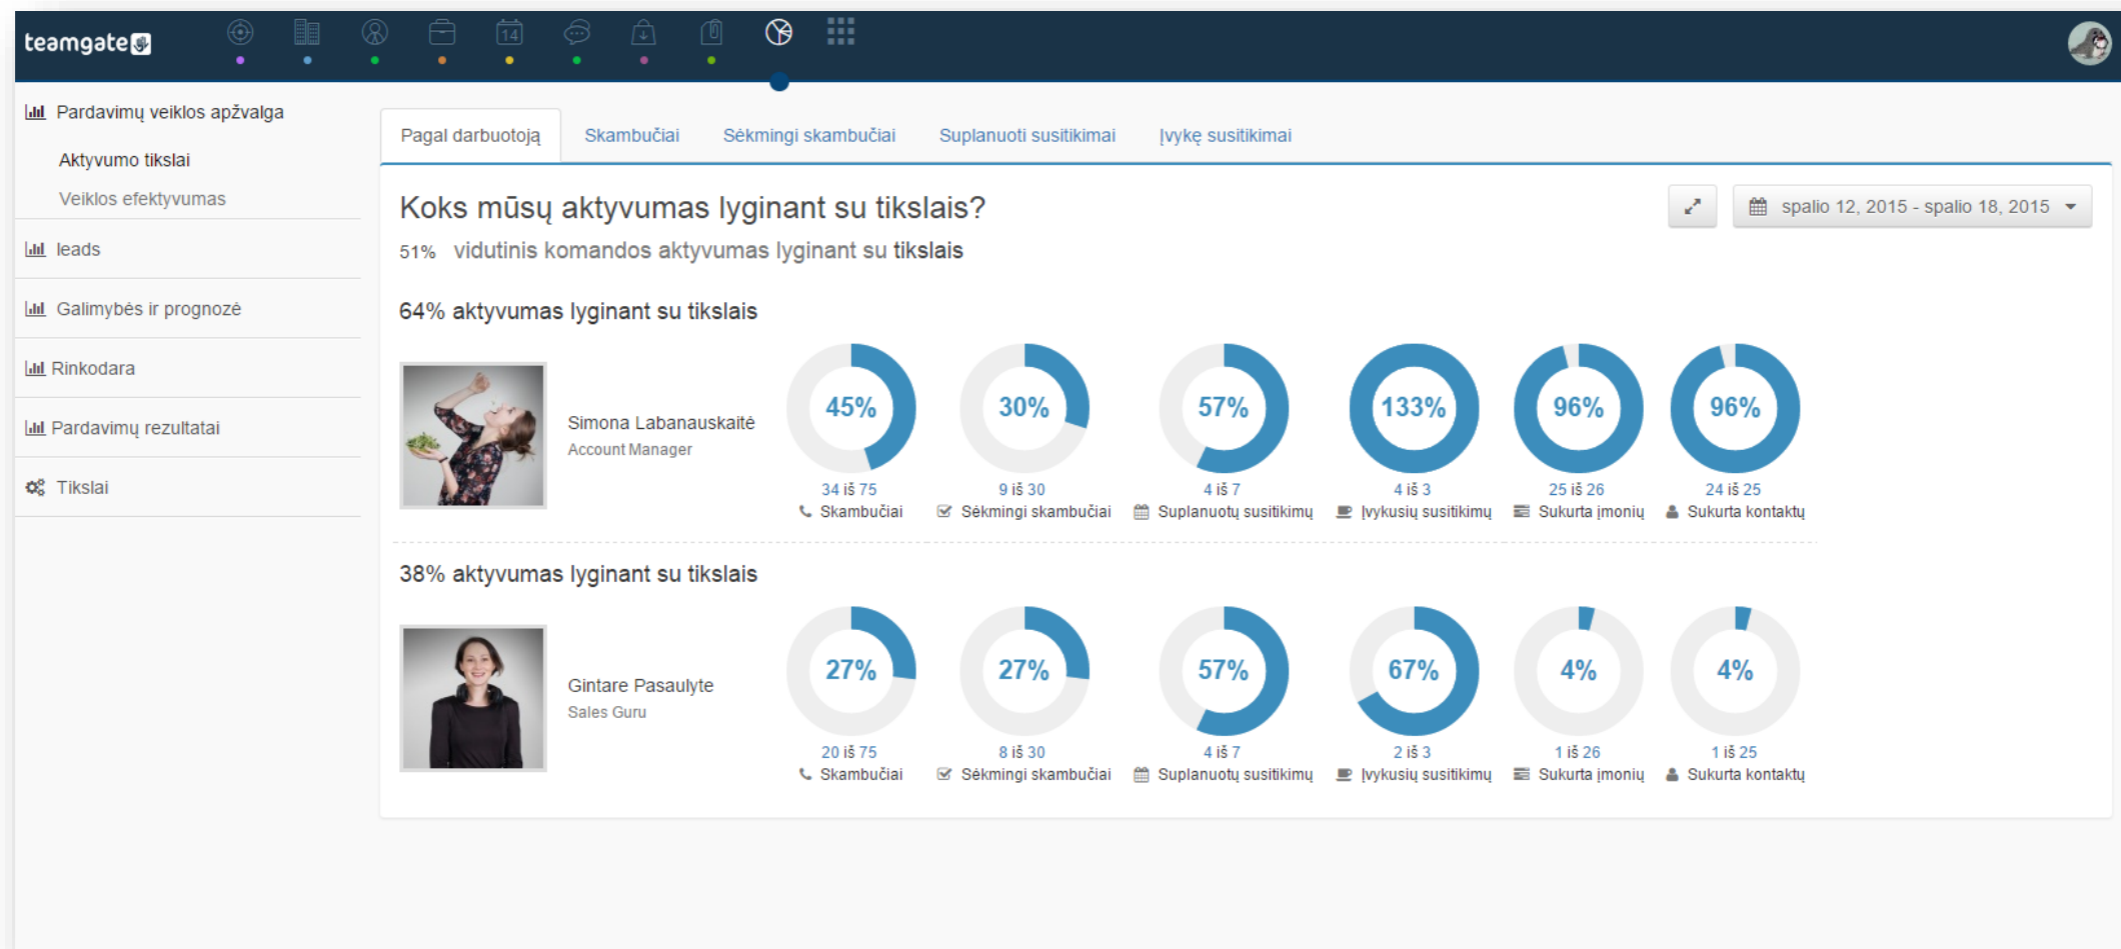 teamgate
14
Pardavimų veiklos apžvalga
Aktyvumo tikslai
Veiklos efektyvumas
leads
Galimybės ir prognozė
Rinkodara
Pardavimų rezultatai
Tikslai
Pagal darbuotoją Skambučiai Sėkmingi skambučiai Suplanuoti susitikimai Įvykę susitikimai
Koks mūsų aktyvumas lyginant su tikslais?
spalio 12, 2015 - spalio 18, 2015
51% vidutinis komandos aktyvumas lyginant su tikslais
64% aktyvumas lyginant su tikslais
Simona Labanauskaitė
Account Manager
45% 30% 57% 133% 96% 96%
34 iš 75 9 iš 30 4 iš 7 4 iš 3 25 iš 26 24 iš 25
Skambučiai Sėkmingi skambučiai Suplanuotų susitikimų Įvykusių susitikimų Sukurta įmonių Sukurta kontaktų
38% aktyvumas lyginant su tikslais
Gintare Pasaulyte
Sales Guru
27% 27% 57% 67% 4% 4%
20 iš 75 8 iš 30 4 iš 7 2 iš 3 1 iš 26 1 iš 25
Skambučiai Sėkmingi skambučiai Suplanuotų susitikimų Įvykusių susitikimų Sukurta įmonių Sukurta kontaktų